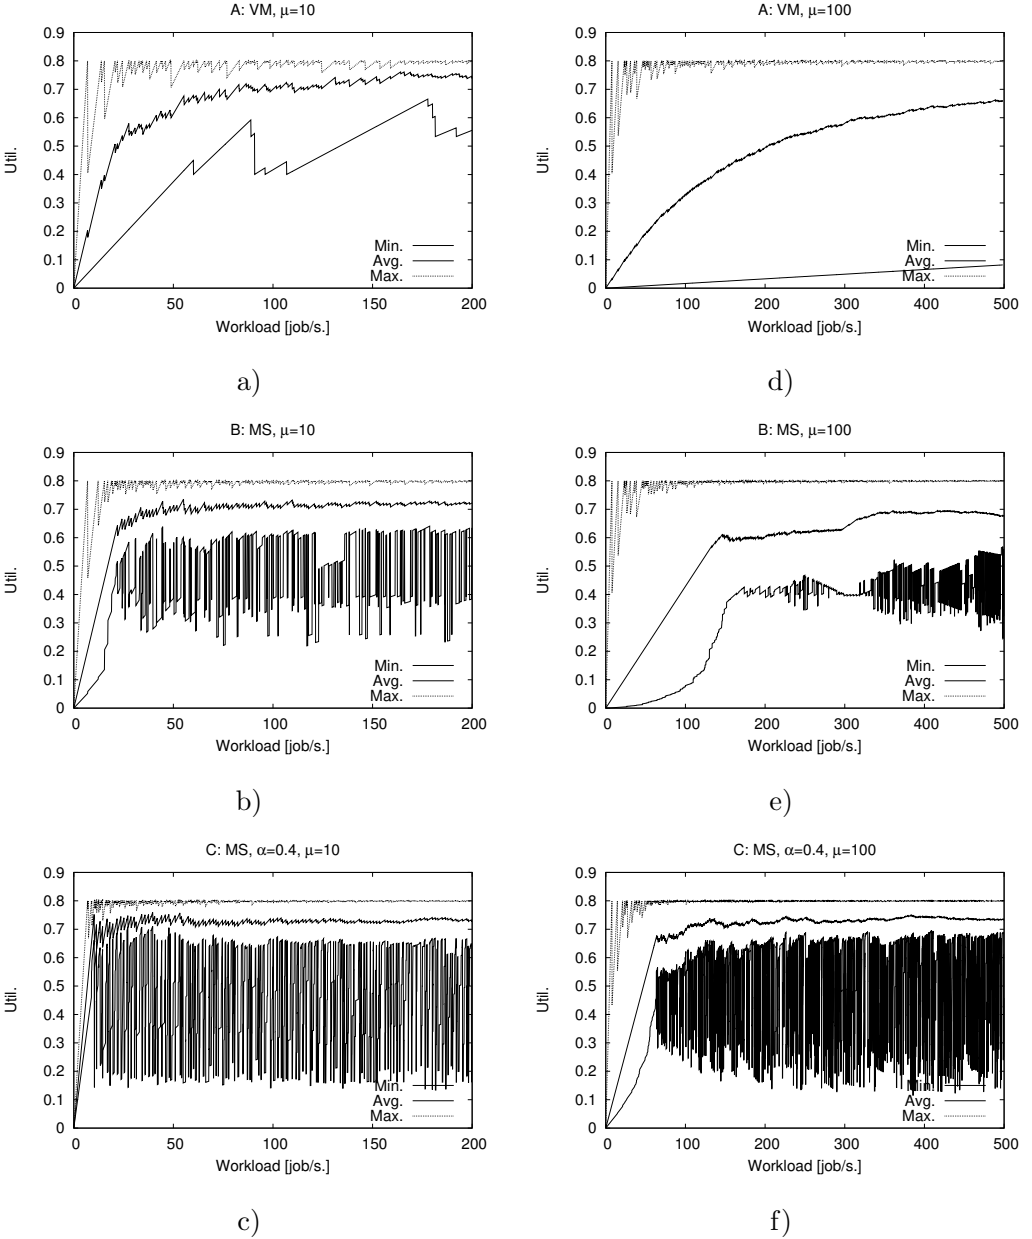 A: VM, μ=10
0.9
0.8
0.7
0.6
0.5
0.4
0.3
0.2
0.1
0
Util.
Min.
Avg.
Max.
0 50 100 150 200
Workload [job/s.]
a)
A: VM, μ=100
0.9
0.8
0.7
0.6
0.5
0.4
0.3
0.2
0.1
0
Util.
Min.
Avg.
Max.
0 100 200 300 400 500
Workload [job/s.]
d)
B: MS, μ=10
0.9
0.8
0.7
0.6
0.5
0.4
0.3
0.2
0.1
0
Util.
Min.
Avg.
Max.
0 50 100 150 200
Workload [job/s.]
b)
B: MS, μ=100
0.9
0.8
0.7
0.6
0.5
0.4
0.3
0.2
0.1
0
Util.
Min.
Avg.
Max.
0 100 200 300 400 500
Workload [job/s.]
e)
C: MS, α=0.4, μ=10
0.9
0.8
0.7
0.6
0.5
0.4
0.3
0.2
0.1
0
Util.
Min.
Avg.
Max.
0 50 100 150 200
Workload [job/s.]
c)
C: MS, α=0.4, μ=100
0.9
0.8
0.7
0.6
0.5
0.4
0.3
0.2
0.1
0
Util.
Min.
Avg.
Max.
0 100 200 300 400 500
Workload [job/s.]
f)